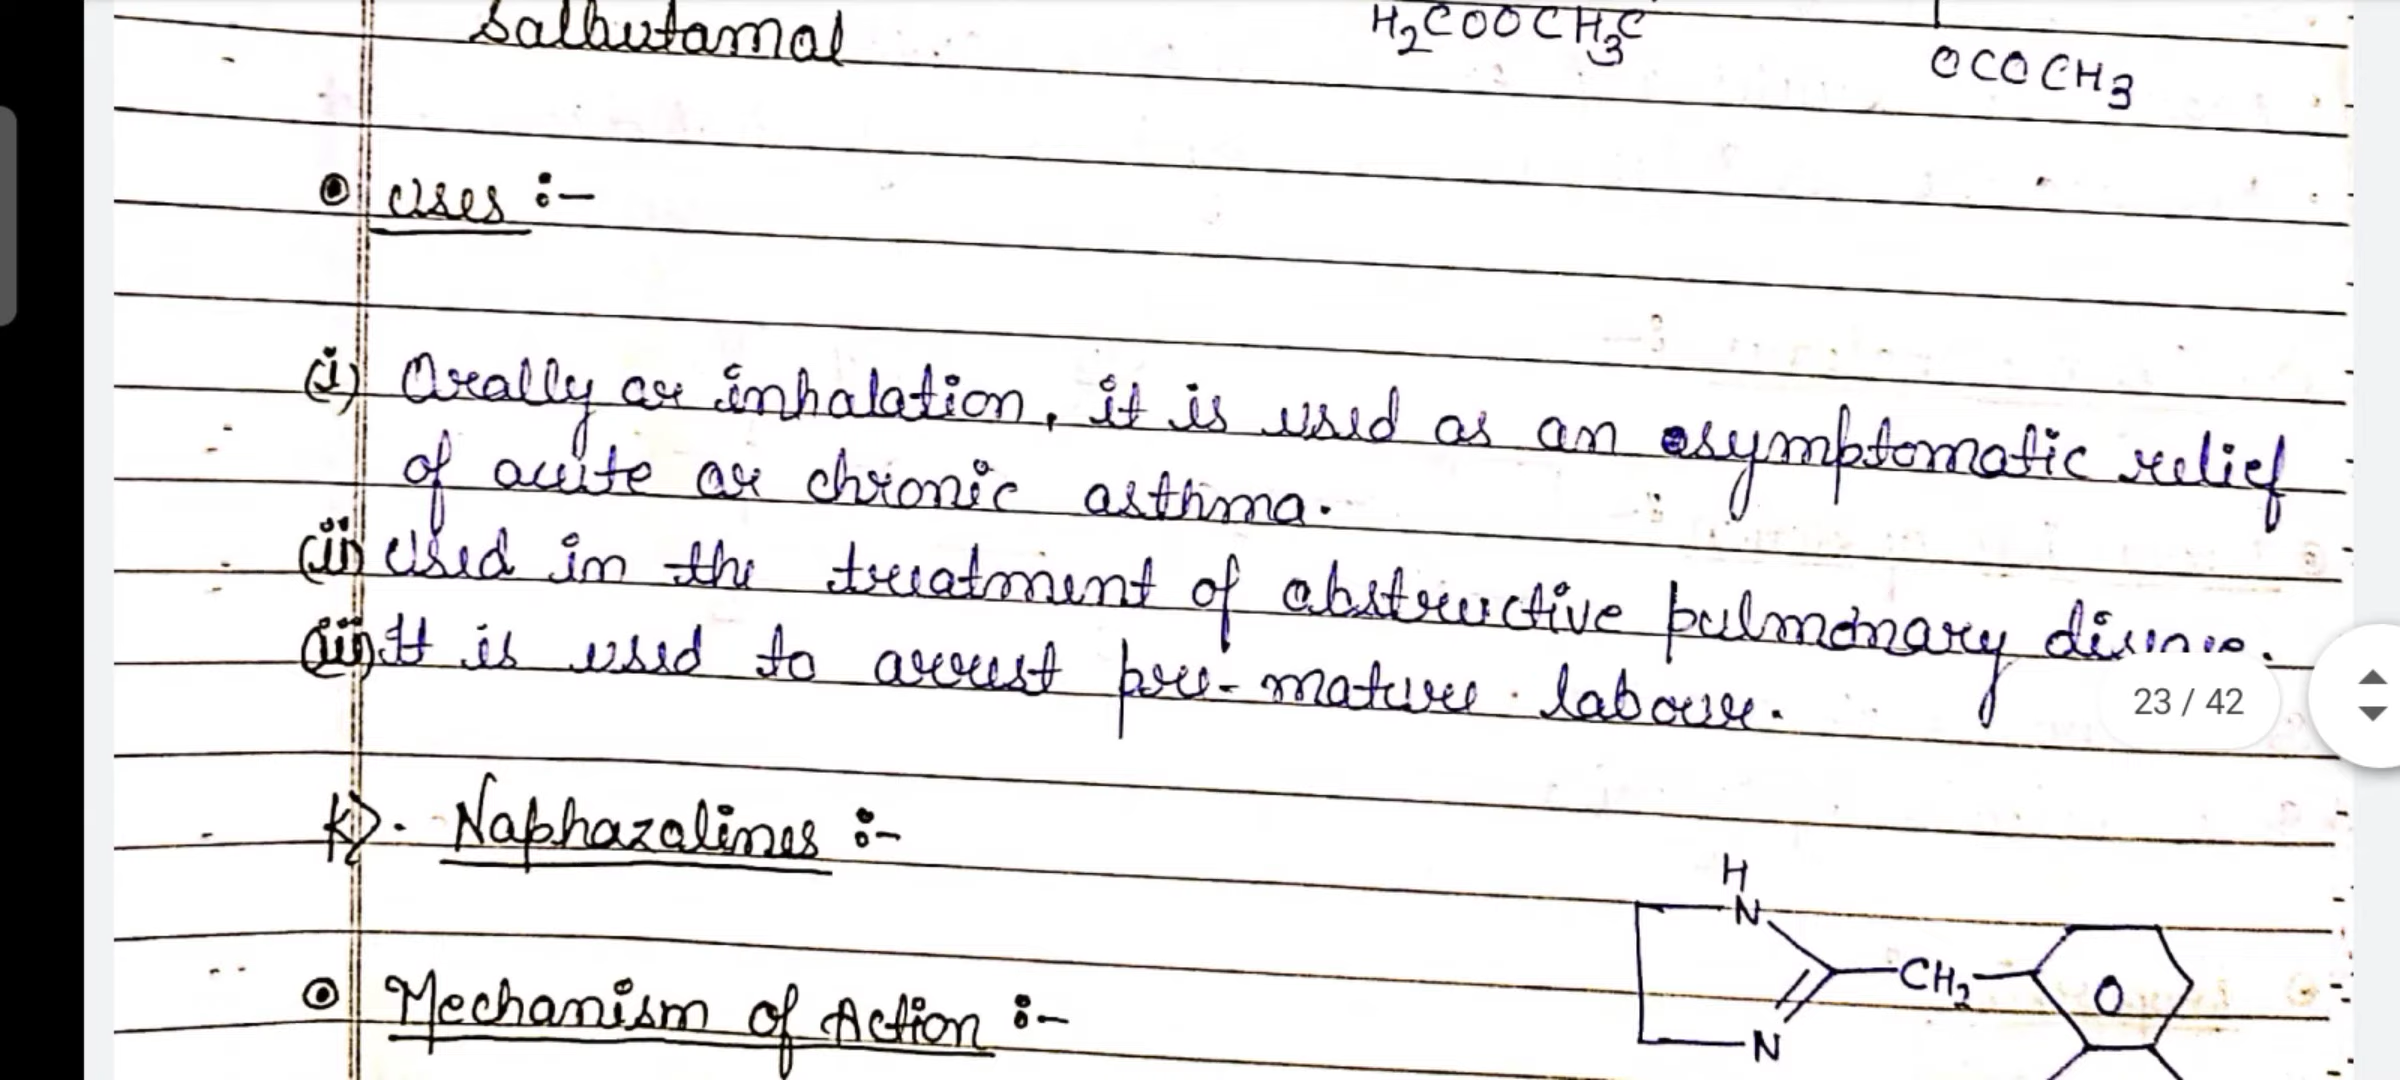 Salbutamol
H₂COOCH₃C
OCOCH₃
Uses :-
(i) Orally or inhalation, it is used as an symptomatic relief
of acute or chronic asthma.
(ii) Used in the treatment of obstructive pulmonary disease.
(iii) It is used to arrest pre-mature labour.
23 / 42
K). Naphazolines :-
H
N
CH₂
N
Mechanism of Action :-